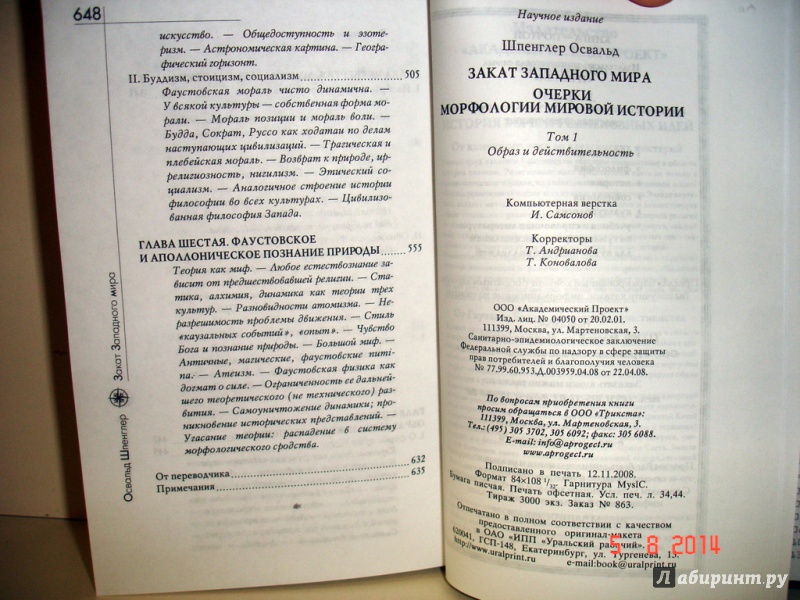 648
искусство. — Общедоступность и эзоте-
ризм. — Астрономическая картина. — Геогра-
фический горизонт.
II. Буддизм, стоицизм, социализм 505
Фаустовская мораль чисто динамична. —
У всякой культуры — собственная форма мо-
рали. — Мораль позиции и мораль воли. —
Будда, Сократ, Руссо как ходатаи по делам
наступающих цивилизаций. — Трагическая и
плебейская мораль. — Возврат к природе, ир-
религиозность, нигилизм. — Этический со-
циализм. — Аналогичное строение истории
философии во всех культурах. — Цивилизо-
ванная философия Запада.
ГЛАВА ШЕСТАЯ. ФАУСТОВСКОЕ
И АПОЛЛОНИЧЕСКОЕ ПОЗНАНИЕ ПРИРОДЫ ....... 555
Теория как миф. — Любое естествознание за-
висит от предшествовавшей религии. — Ста-
тика, алхимия, динамика как теории трех
культур. — Разновидности атомизма. — Не-
разрешимость проблемы движения. — Стиль
«каузальных событий», «опыт». — Чувство
Бога и познание природы. — Большой миф. —
Античные, магические, фаустовские numi-
na. — Атеизм. — Фаустовская физика как
догмат о силе. — Ограниченность ее дальней-
шего теоретического (не технического) раз-
вития. — Самоуничтожение динамики; про-
никновение исторических представлений. —
Угасание теории: распадение в систему
морфологического сродства.
От переводчика 632
Примечания 635
Освальд Шпенглер Закат Западного мира
Научное издание
Шпенглер Освальд
ЗАКАТ ЗАПАДНОГО МИРА
ОЧЕРКИ
МОРФОЛОГИИ МИРОВОЙ ИСТОРИИ
Том 1
Образ и действительность
Компьютерная верстка
И. Самсонов
Корректоры
Т. Андрианова
Т. Коновалова
ООО «Академический Проект»
Изд. лиц. № 04050 от 20.02.01.
111399, Москва, ул. Мартеновская, 3.
Санитарно-эпидемиологическое заключение
Федеральной службы по надзору в сфере защиты
прав потребителей и благополучия человека
№ 77.99.60.953.Д.003959.04.08 от 22.04.08.
По вопросам приобретения книги
просим обращаться в ООО «Трикста»:
111399, Москва, ул. Мартеновская, 3.
Тел.:(495) 305 3702, 305 6092; факс: 305 6088.
E-mail: info@aprogect.ru
www.aprogect.ru
Подписано в печать 12.11.2008.
Формат 84×108 1/32. Гарнитура MyslC.
Бумага писчая. Печать офсетная. Усл. печ. л. 34,44.
Тираж 3000 экз. Заказ № 863.
Отпечатано в полном соответствии с качеством
предоставленного оригинал-макета
в ОАО «ИПП «Уральский рабочий».
620041, ГСП-148, Екатеринбург, ул. Тургенева, 13.
http://www.uralprint.ru
e-mail:book@uralprint.ru
5 8 2014
Лабиринт.ру